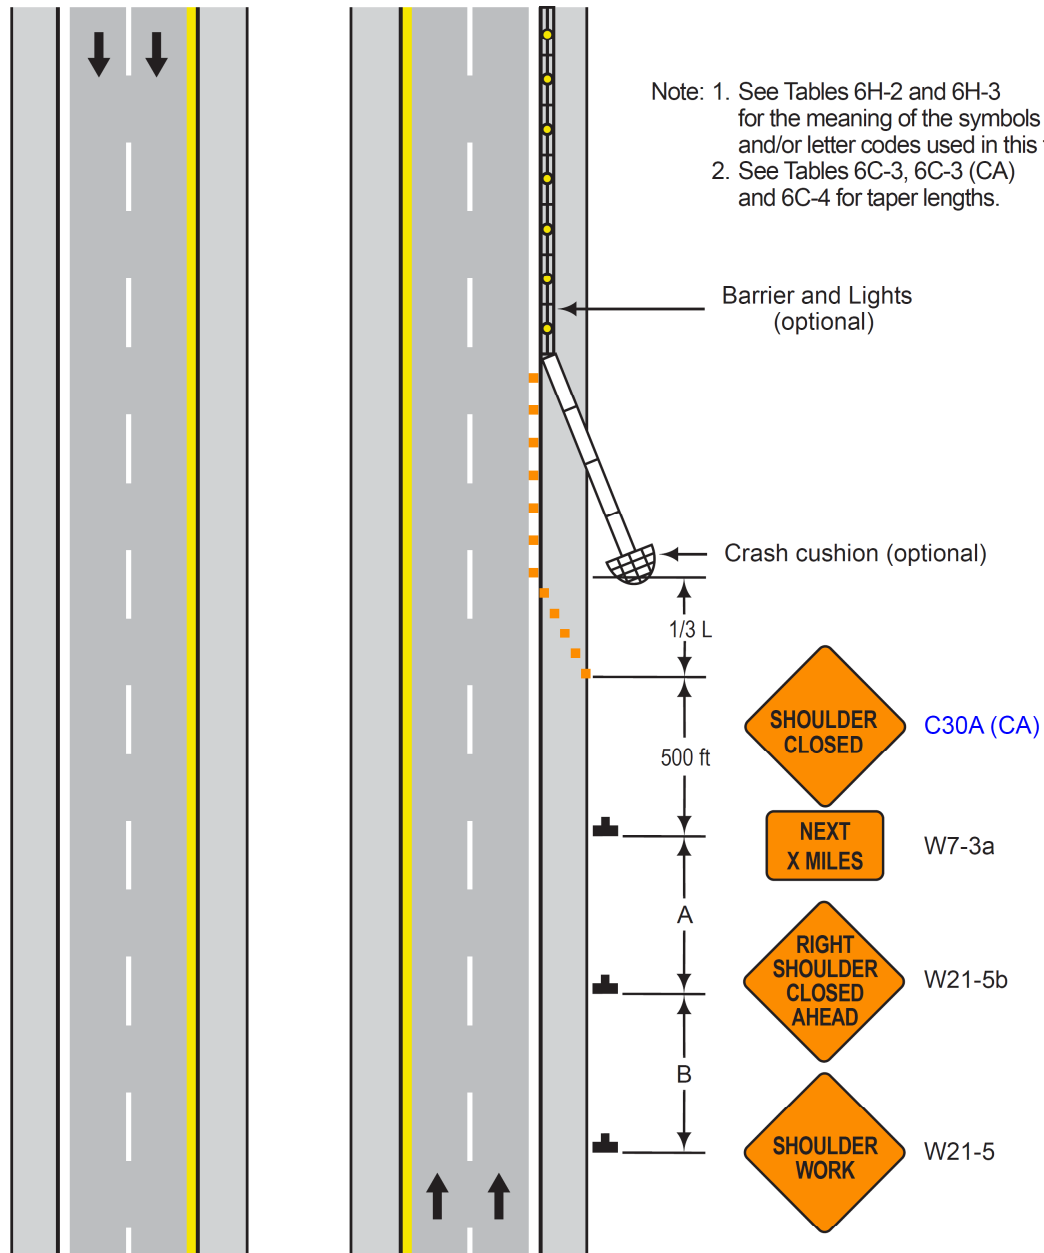 Note: 1. See Tables 6H-2 and 6H-3
for the meaning of the symbols
and/or letter codes used in this
2. See Tables 6C-3, 6C-3 (CA)
and 6C-4 for taper lengths.
Barrier and Lights
(optional)
Crash cushion (optional)
1/3 L
SHOULDER
CLOSED
C30A (CA)
500 ft
NEXT
X MILES
W7-3a
A
RIGHT
SHOULDER
CLOSED
AHEAD
W21-5b
B
SHOULDER
WORK
W21-5